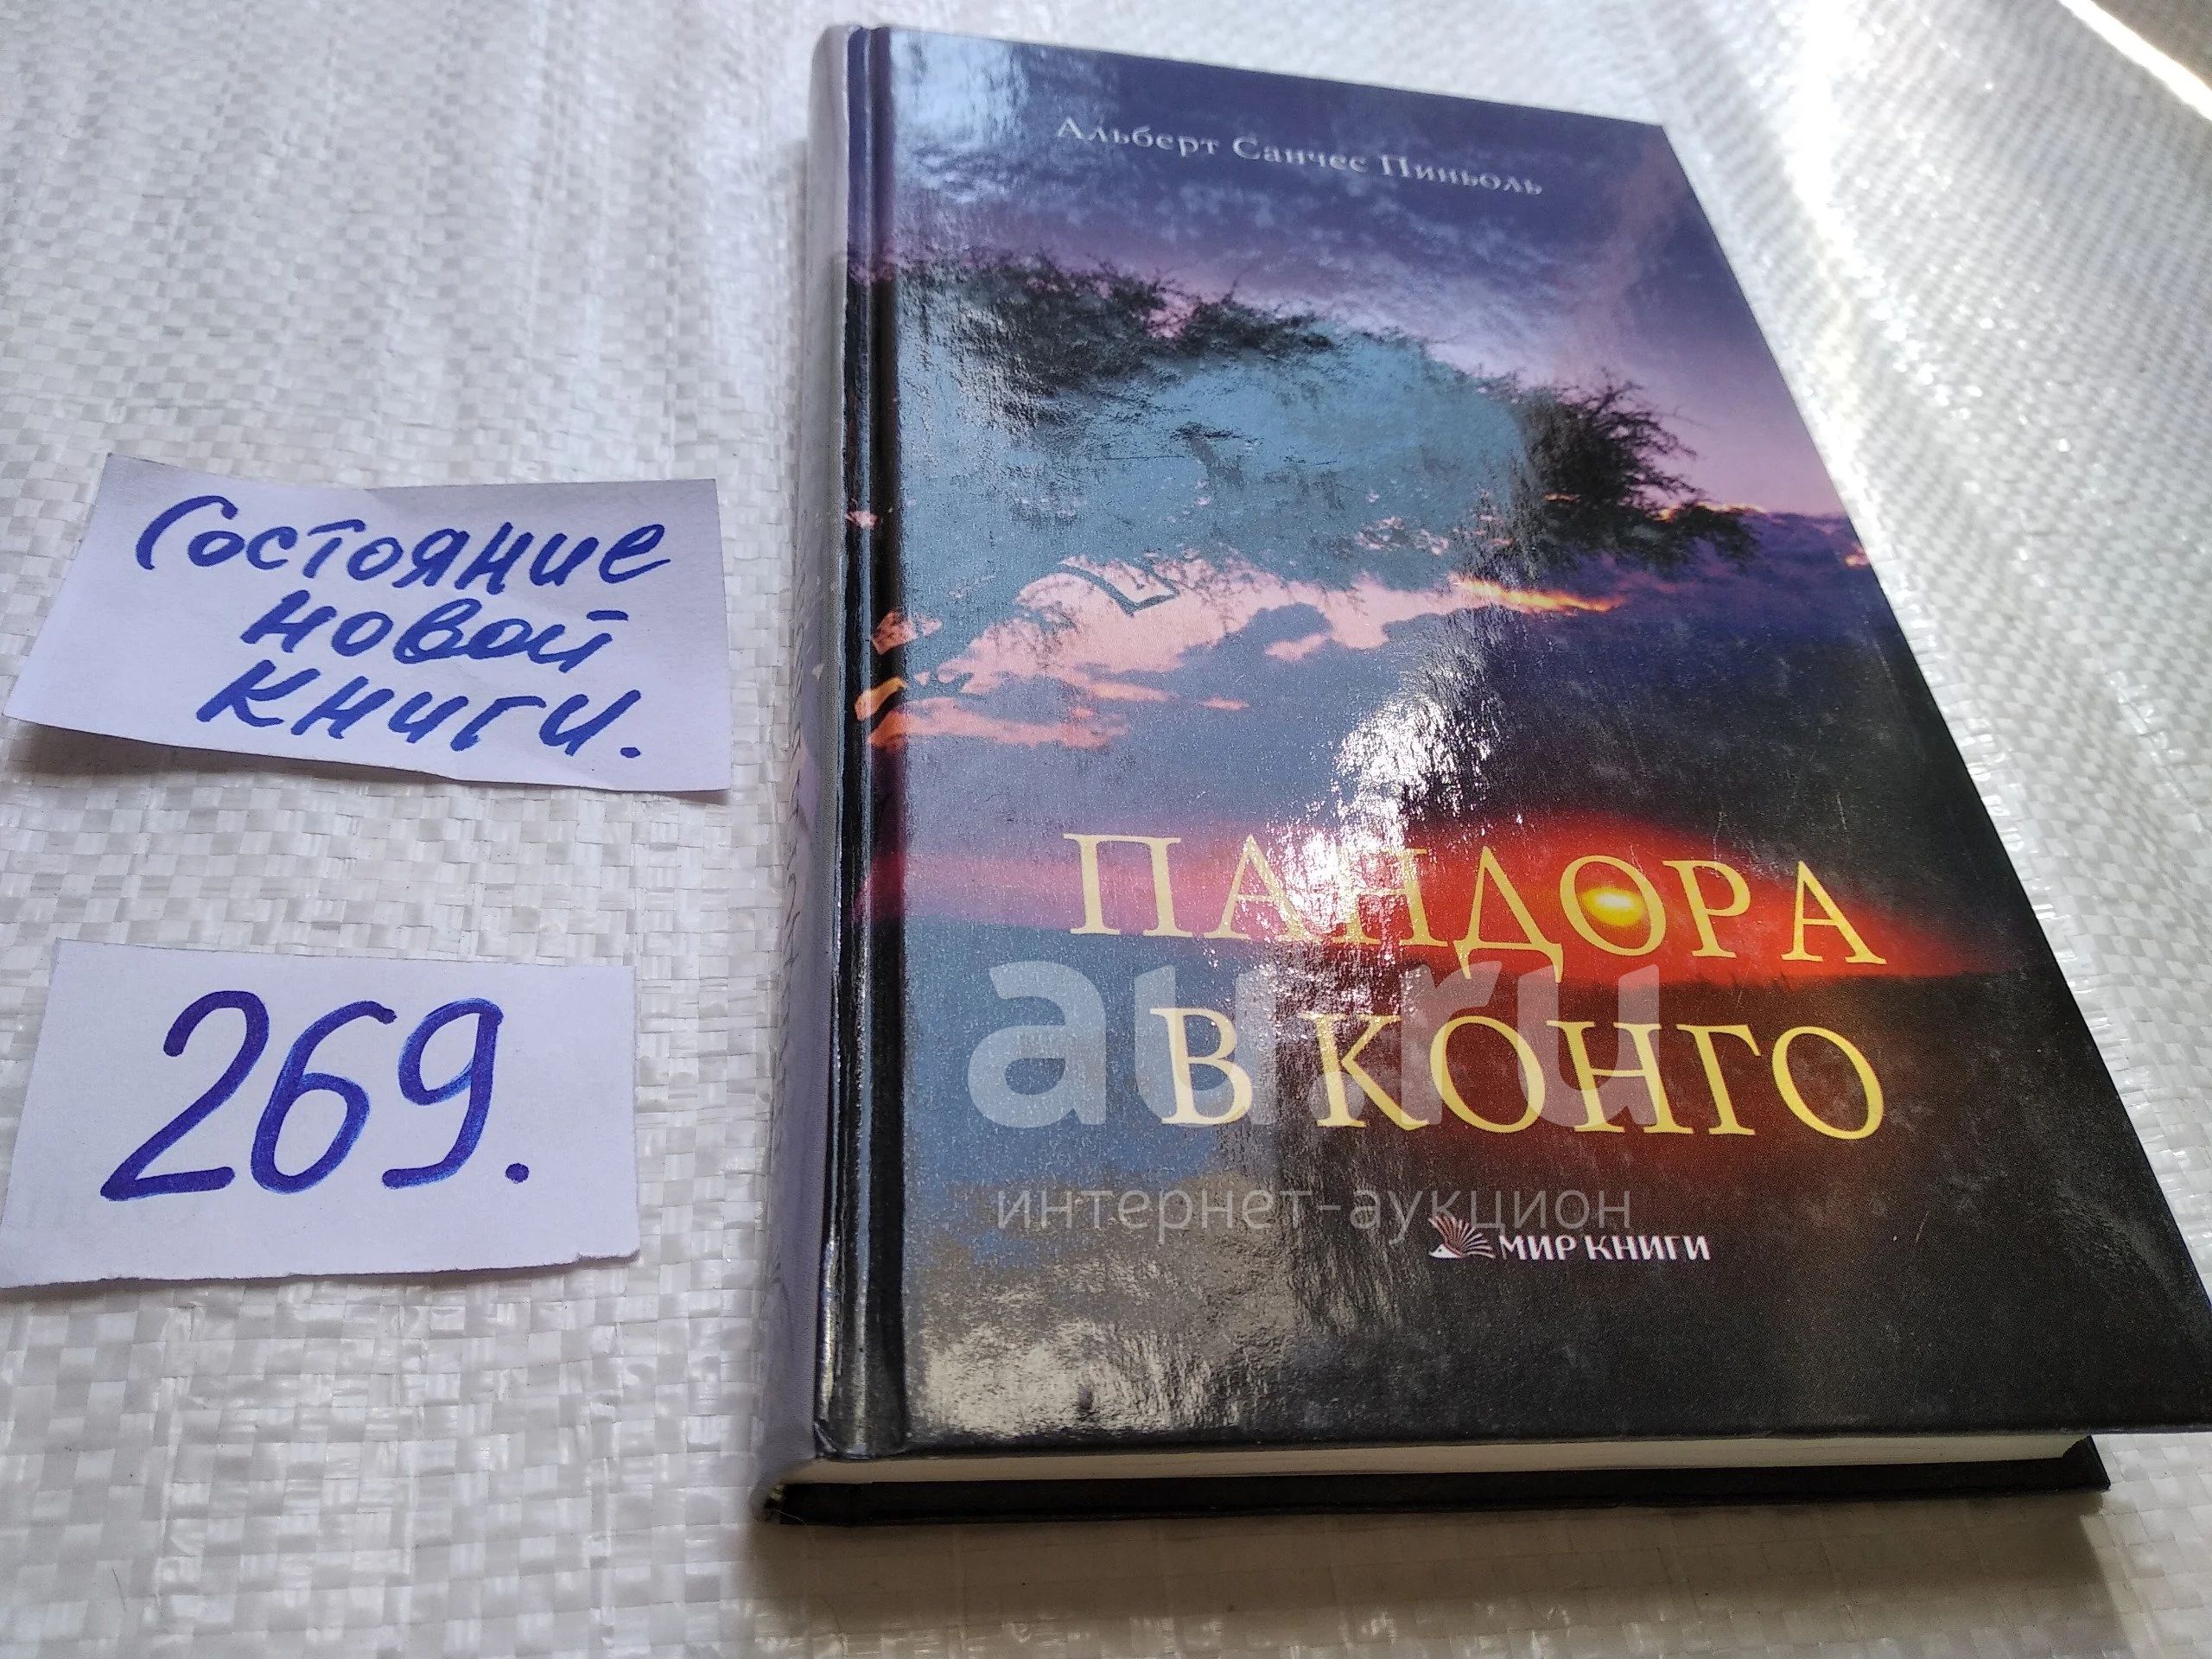 Альберт Санчес Пиньоль
Состояние
новой
книги.
ПАНДОРА
В КОНГО
269.
au.ru
интернет-аукцион
МИР КНИГИ